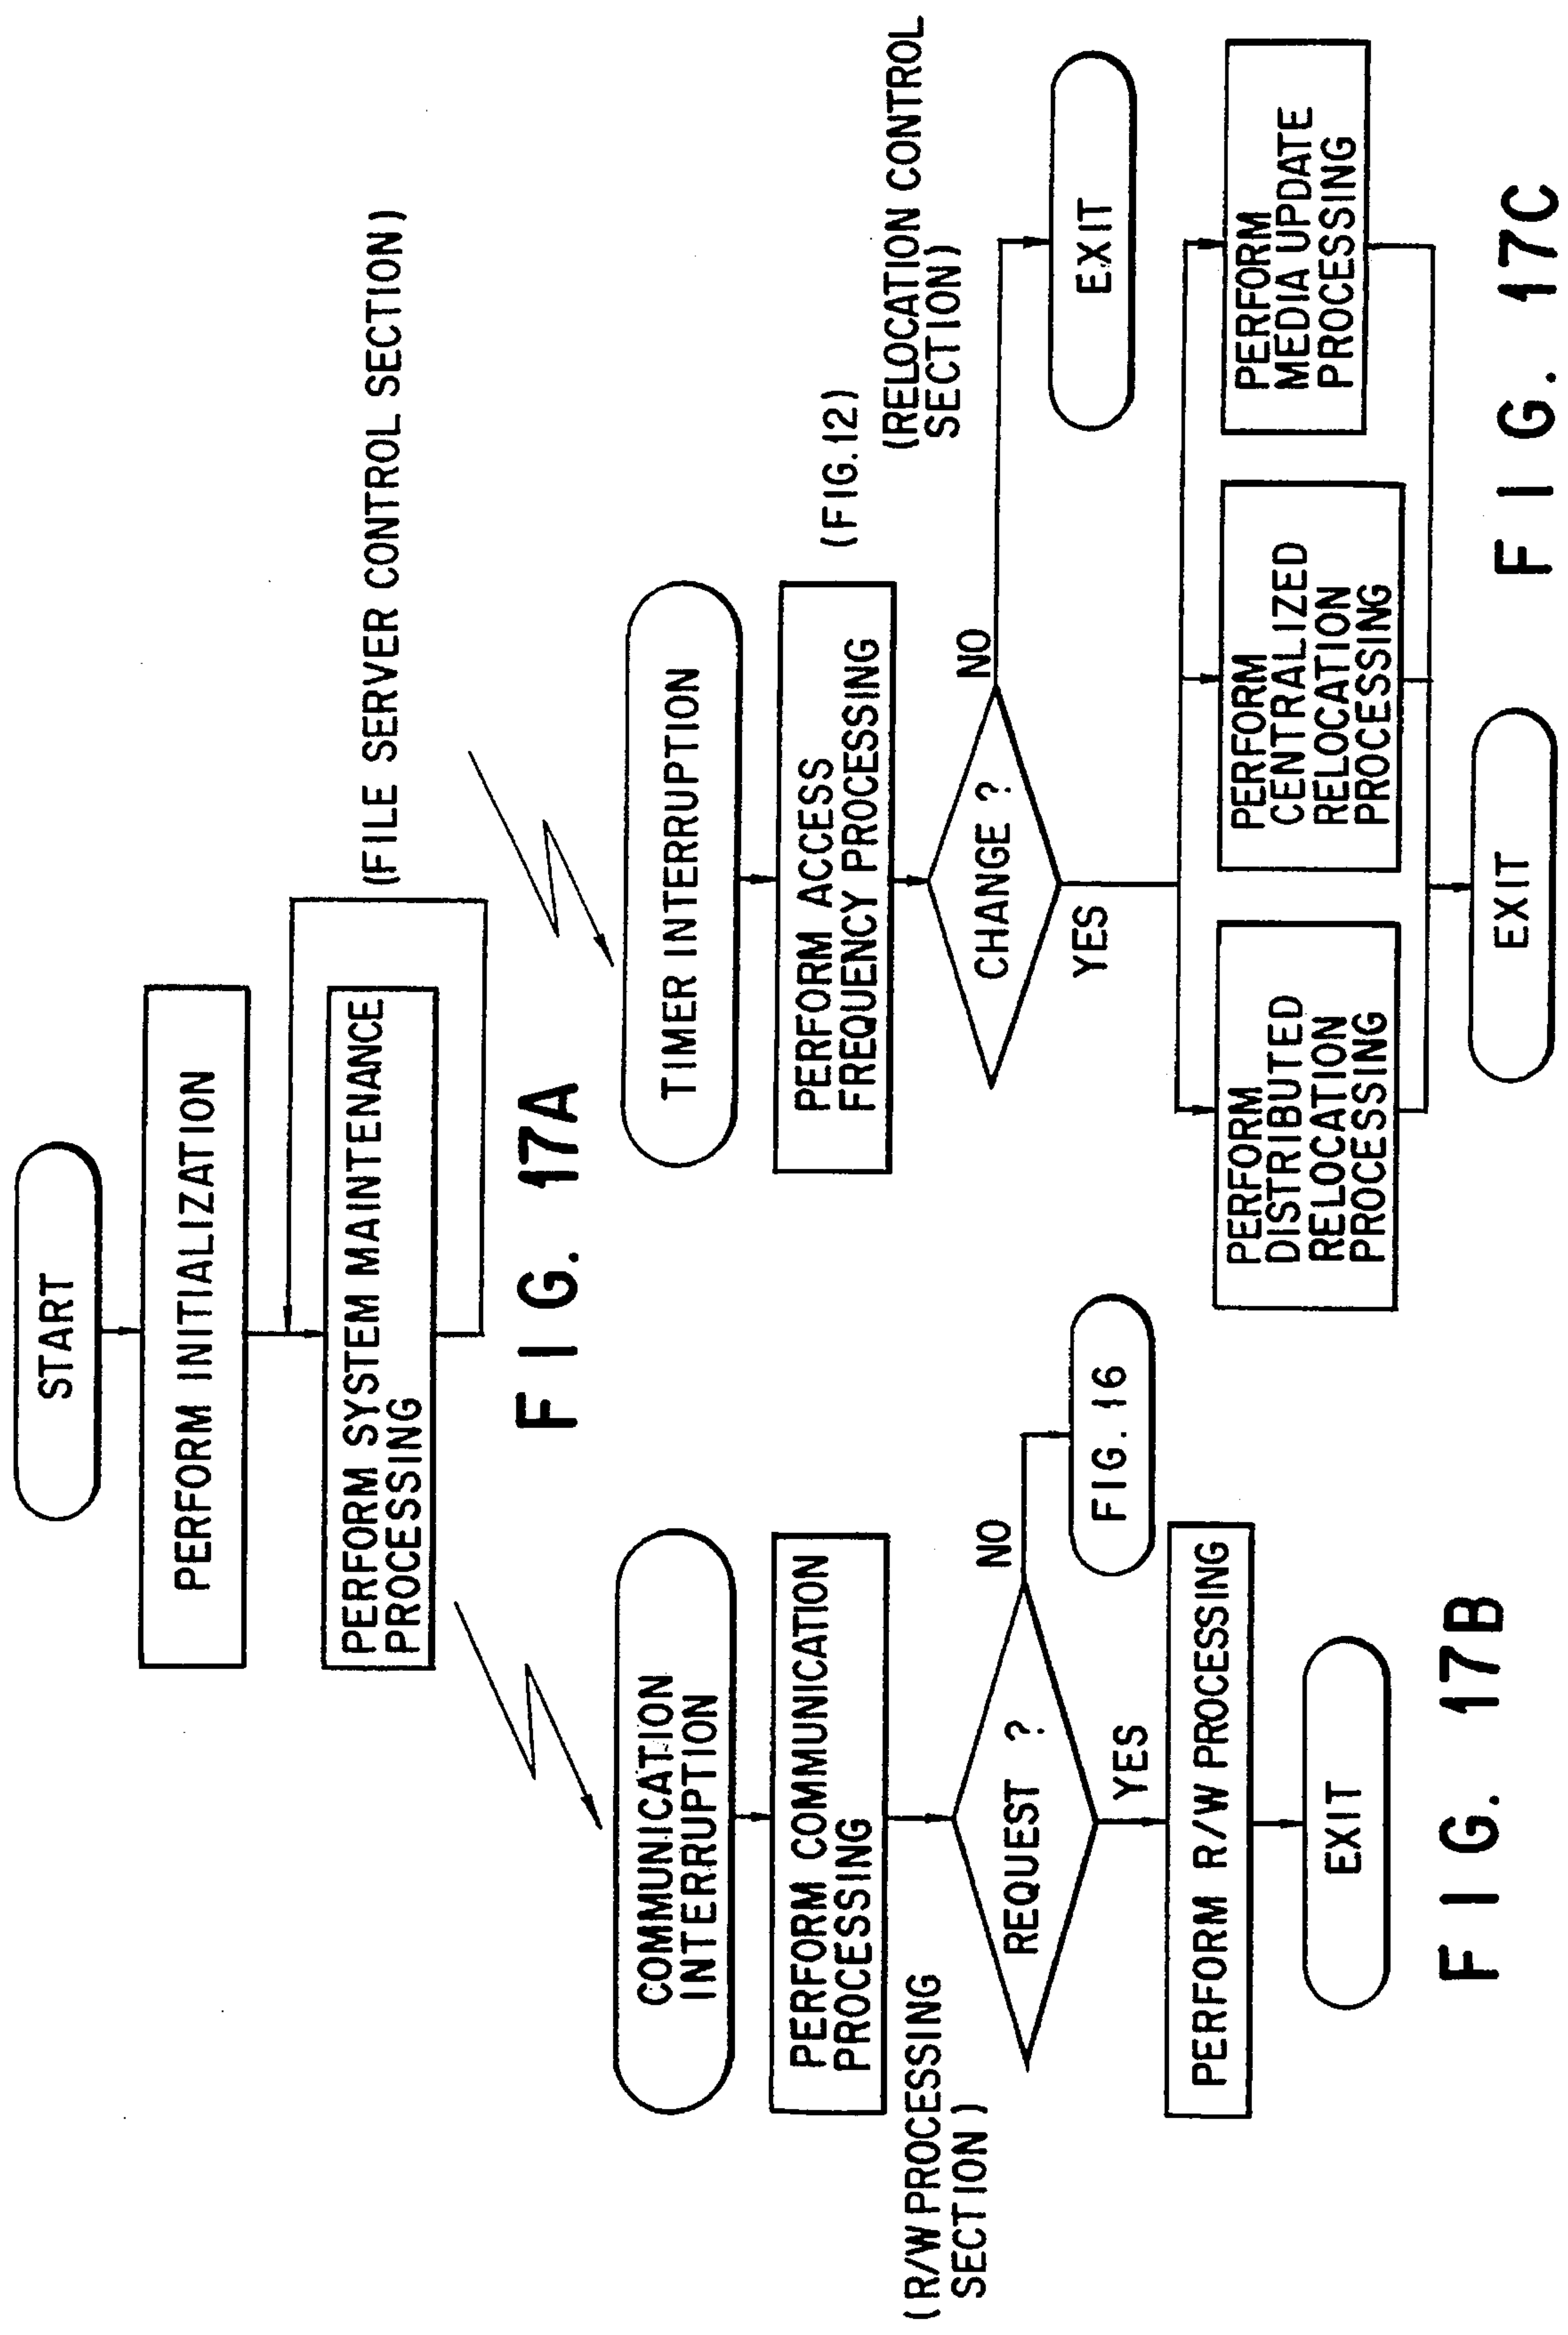 START
PERFORM INITIALIZATION
(FILE SERVER CONTROL SECTION)
PERFORM SYSTEM MAINTENANCE
PROCESSING
FIG. 17A
COMMUNICATION
INTERRUPTION
PERFORM COMMUNICATION
PROCESSING
(R/W PROCESSING
SECTION)
REQUEST ?
NO
FIG. 16
YES
PERFORM R/W PROCESSING
EXIT
FIG. 17B
TIMER INTERRUPTION
PERFORM ACCESS
FREQUENCY PROCESSING
(FIG.12)
(RELOCATION CONTROL
SECTION)
CHANGE ?
NO
EXIT
YES
PERFORM
DISTRIBUTED
RELOCATION
PROCESSING
PERFORM
CENTRALIZED
RELOCATION
PROCESSING
PERFORM
MEDIA UPDATE
PROCESSING
EXIT
FIG. 17C